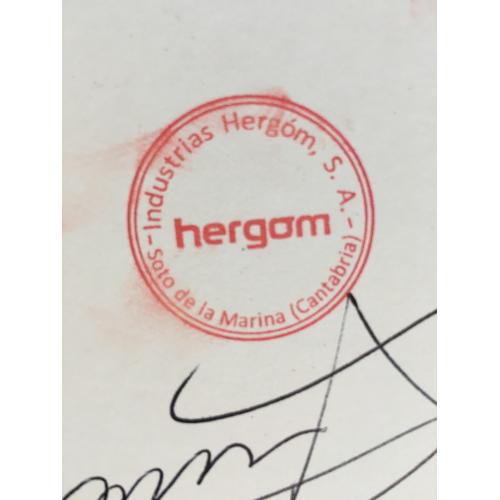 Industrias Hergóm, S. A.
hergom
Soto de la Marina (Cantabria)